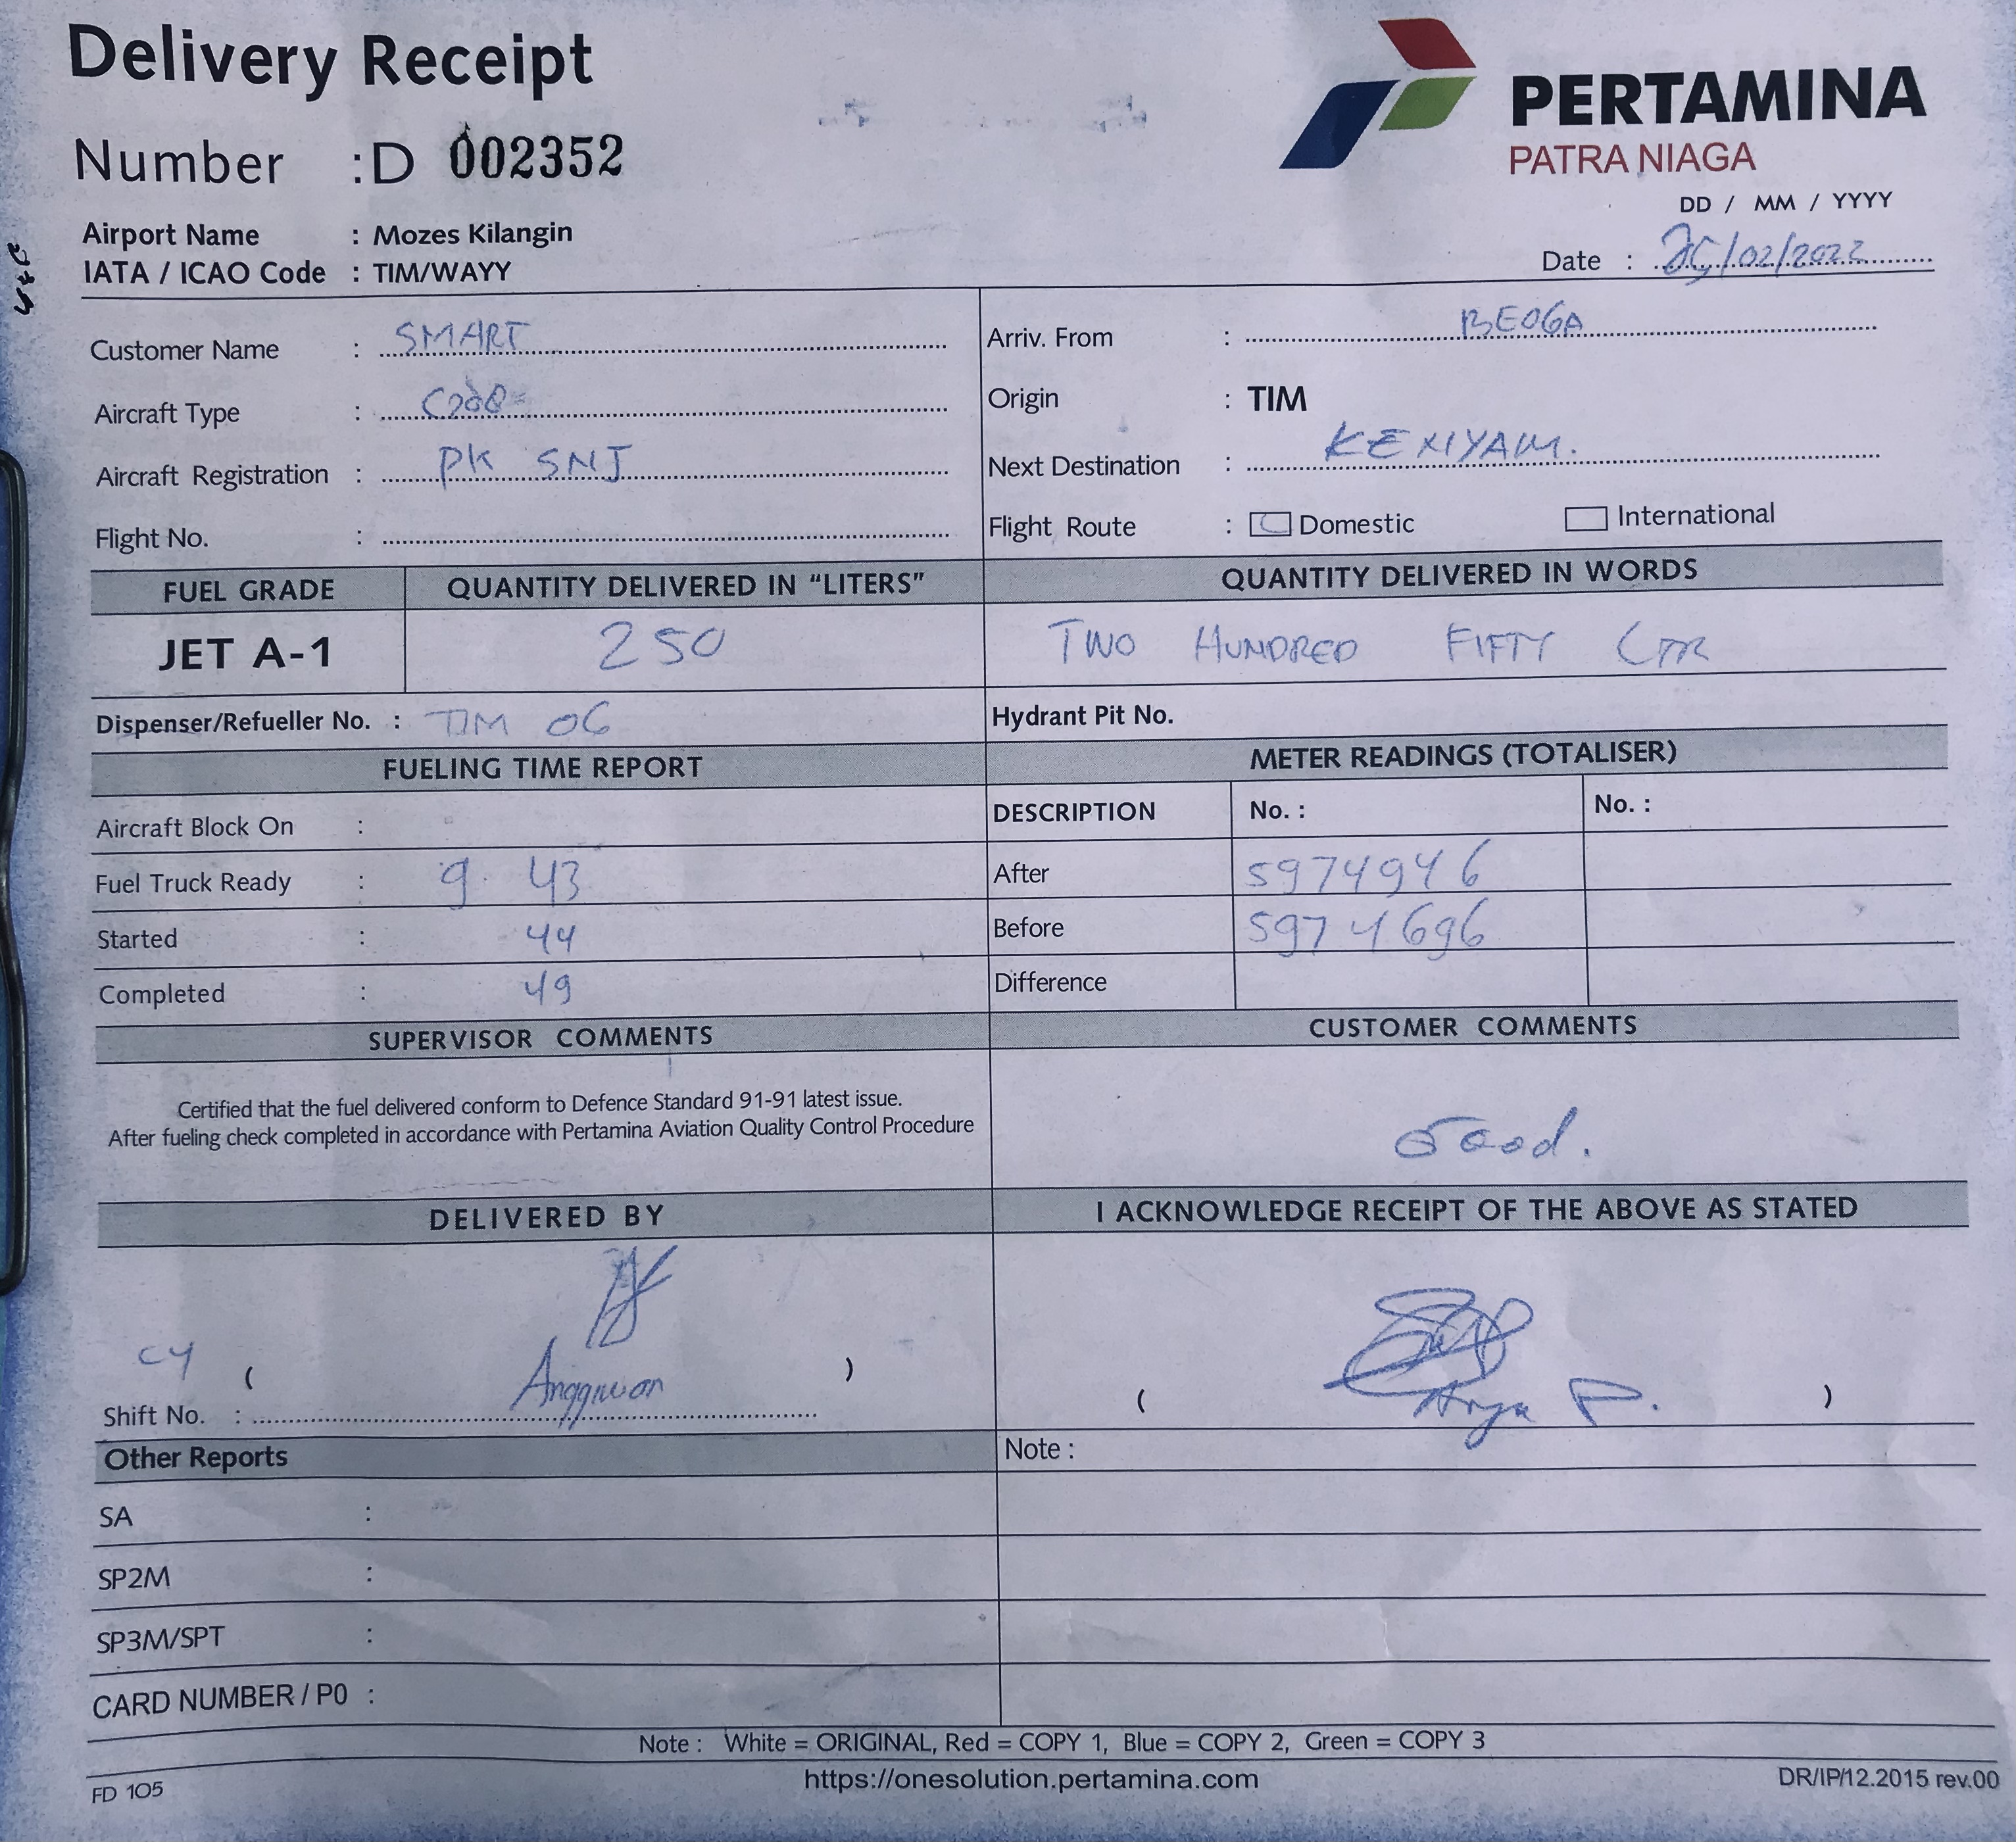 Delivery Receipt
PERTAMINA
PATRA NIAGA
Number :D 002352
DD / MM / YYYY
Airport Name : Mozes Kilangin
IATA / ICAO Code : TIM/WAYY
Date : 25/02/2022
Customer Name : SMART
Arriv. From : BEOGA
Aircraft Type : C208
Origin : TIM
Aircraft Registration : PK SNJ
Next Destination : KENYAM.
Flight No. :
Flight Route : Domestic International
FUEL GRADE QUANTITY DELIVERED IN “LITERS” QUANTITY DELIVERED IN WORDS
JET A-1 250 TWO HUNDRED FIFTY LTR
Dispenser/Refueller No. : TIM 06 Hydrant Pit No.
FUELING TIME REPORT METER READINGS (TOTALISER)
Aircraft Block On : DESCRIPTION No. : No. :
Fuel Truck Ready : 9. 43 After 5974946
Started : 44 Before 5974696
Completed : 49 Difference
SUPERVISOR COMMENTS CUSTOMER COMMENTS
Certified that the fuel delivered conform to Defence Standard 91-91 latest issue.
After fueling check completed in accordance with Pertamina Aviation Quality Control Procedure
Good.
DELIVERED BY I ACKNOWLEDGE RECEIPT OF THE ABOVE AS STATED
C4 ( ) ( Arya P. )
Shift No. :
Other Reports Note :
SA :
SP2M :
SP3M/SPT :
CARD NUMBER / P0 :
Note : White = ORIGINAL, Red = COPY 1, Blue = COPY 2, Green = COPY 3
FD 105 https://onesolution.pertamina.com DR/IP/12.2015 rev.00